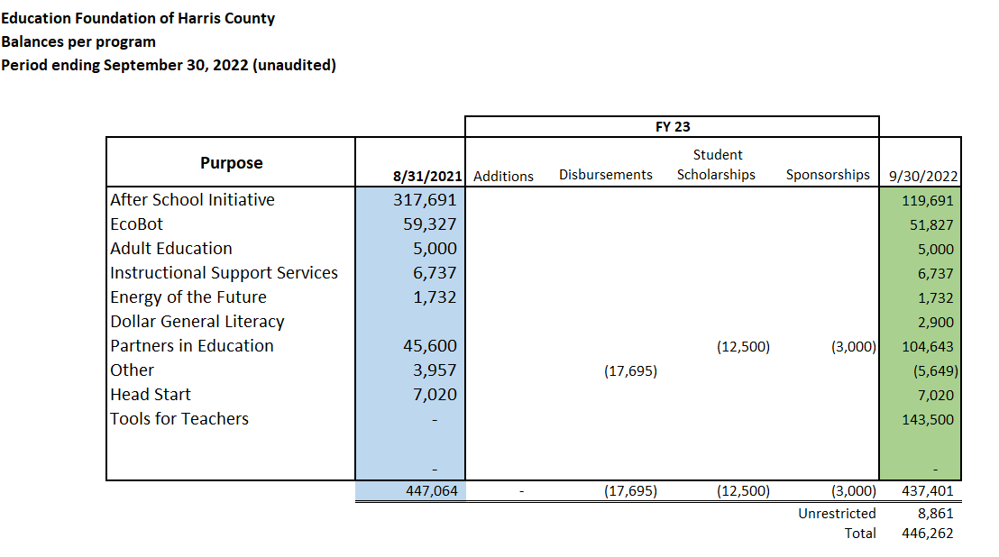 Education Foundation of Harris County
Balances per program
Period ending September 30, 2022 (unaudited)
FY 23
Purpose 8/31/2021 Additions Disbursements Student Scholarships Sponsorships 9/30/2022
After School Initiative 317,691 119,691
EcoBot 59,327 51,827
Adult Education 5,000 5,000
Instructional Support Services 6,737 6,737
Energy of the Future 1,732 1,732
Dollar General Literacy 2,900
Partners in Education 45,600 (12,500) (3,000) 104,643
Other 3,957 (17,695) (5,649)
Head Start 7,020 7,020
Tools for Teachers - 143,500
- -
447,064 - (17,695) (12,500) (3,000) 437,401
Unrestricted 8,861
Total 446,262